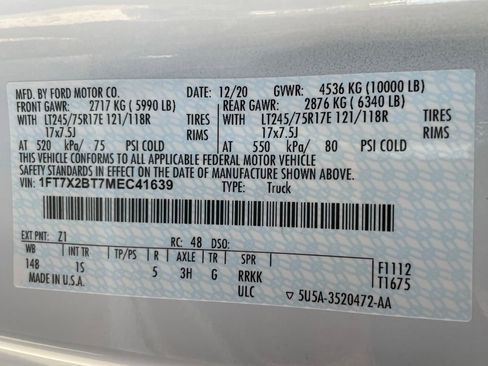 MFD. BY FORD MOTOR CO. DATE: 12/20 GVWR: 4536 KG (10000 LB)
FRONT GAWR: 2717 KG (5990 LB) REAR GAWR: 2876 KG (6340 LB)
WITH LT245/75R17E 121/118R TIRES WITH LT245/75R17E 121/118R TIRES
17x7.5J RIMS 17x7.5J RIMS
AT 520 kPa/ 75 PSI COLD AT 550 kPa/ 80 PSI COLD
THIS VEHICLE CONFORMS TO ALL APPLICABLE FEDERAL MOTOR VEHICLE
SAFETY STANDARDS IN EFFECT ON THE DATE OF MANUFACTURE SHOWN ABOVE.
VIN: 1FT7X2BT7MEC41639 TYPE: Truck
EXT PNT: Z1 RC: 48 DSO:
WB INT TR TP/PS R AXLE TR SPR
148 1S 5 3H G RRKK F1112
MADE IN U.S.A. ULC T1675
5U5A-3520472-AA